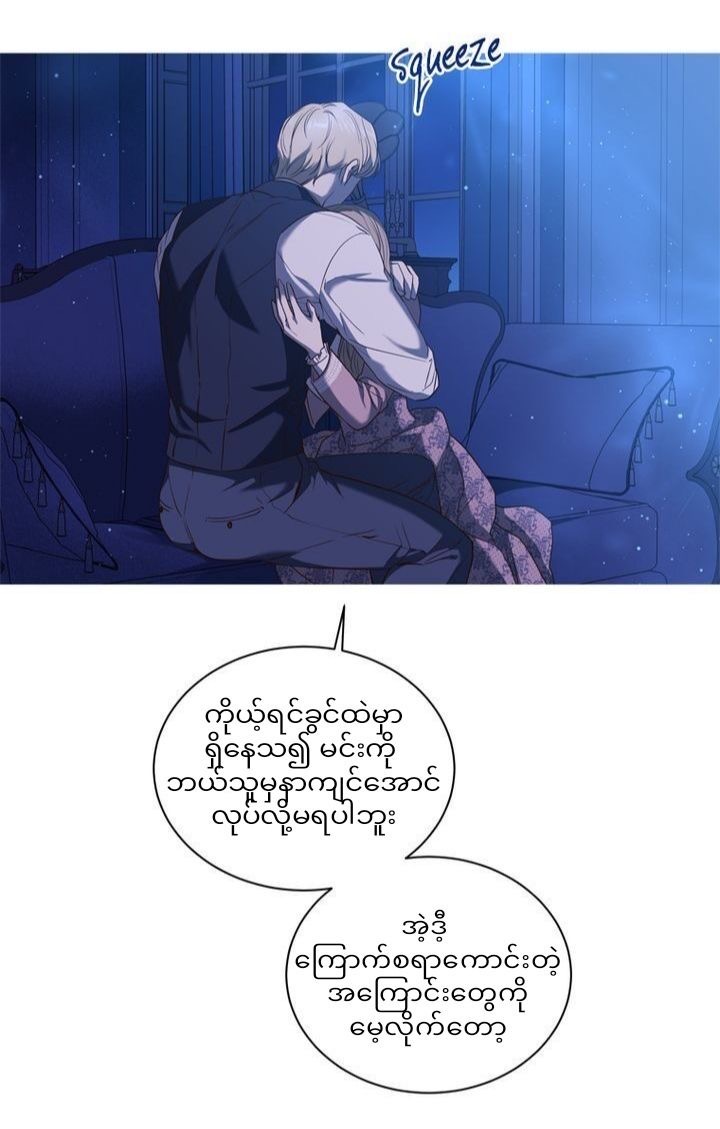 squeeze
ကိုယ့်ရင်ခွင်ထဲမှာ
ရှိနေသ၍ မင်းကို
ဘယ်သူမှနာကျင်အောင်
လုပ်လို့မရပါဘူး
အဲ့ဒီ့
ကြောက်စရာကောင်းတဲ့
အကြောင်းတွေကို
မေ့လိုက်တော့